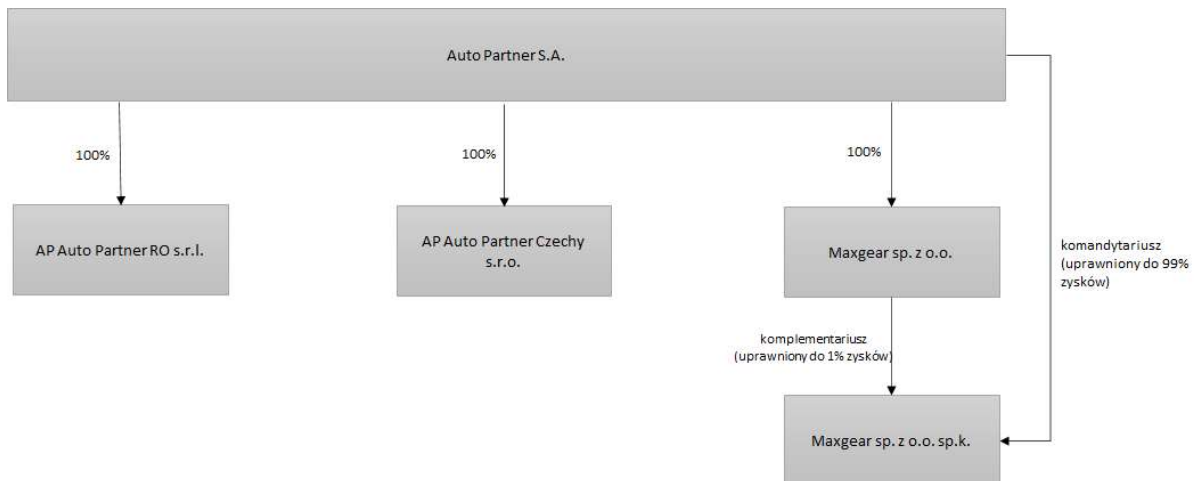 Auto Partner S.A.
100%
100%
100%
AP Auto Partner RO s.r.l.
AP Auto Partner Czechy
s.r.o.
Maxgear sp. z o.o.
komandytariusz
(uprawniony do 99%
zysków)
komplementariusz
(uprawniony do 1% zysków)
Maxgear sp. z o.o. sp.k.